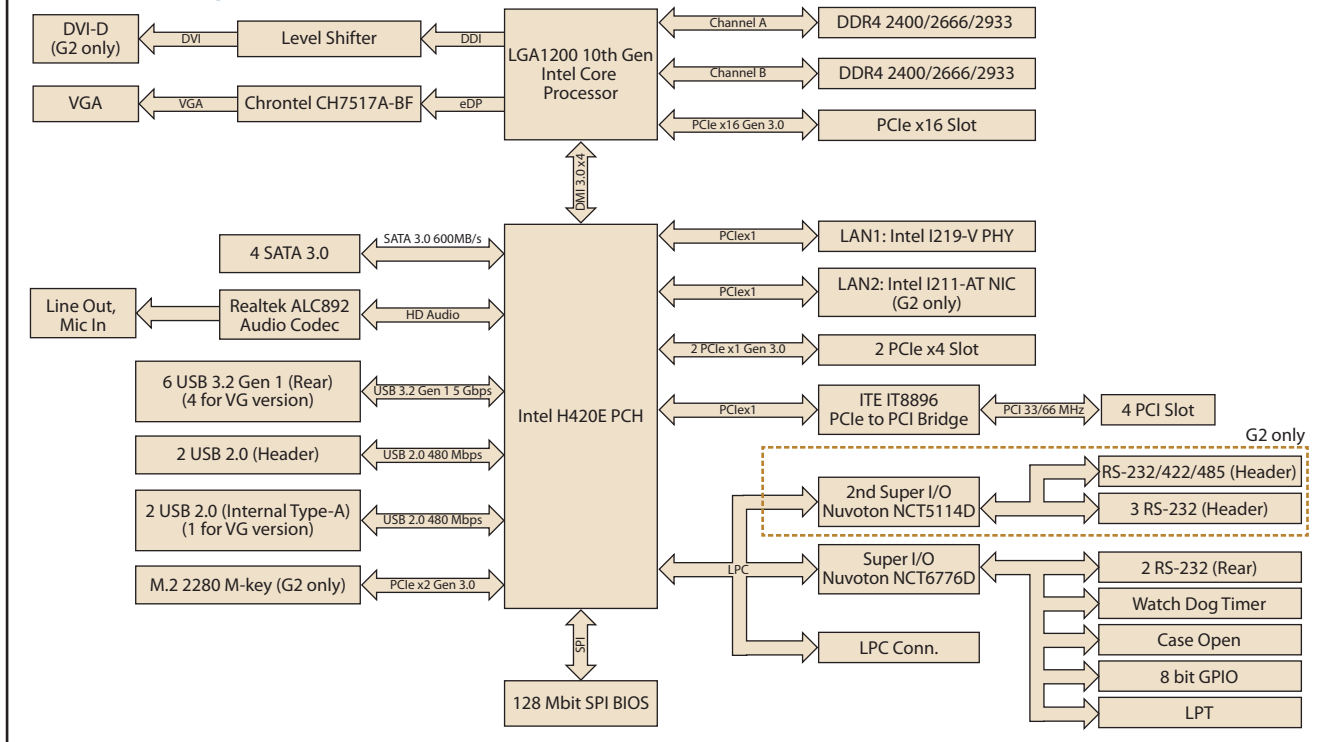 DVI-D
(G2 only)
DVI
Level Shifter
DDI
VGA
VGA
Chrontel CH7517A-BF
eDP
LGA1200 10th Gen
Intel Core
Processor
Channel A
DDR4 2400/2666/2933
Channel B
DDR4 2400/2666/2933
PCIe x16 Gen 3.0
PCIe x16 Slot
DMI 3.0 x4
4 SATA 3.0
SATA 3.0 600MB/s
Line Out,
Mic In
Realtek ALC892
Audio Codec
HD Audio
6 USB 3.2 Gen 1 (Rear)
(4 for VG version)
USB 3.2 Gen 1 5 Gbps
2 USB 2.0 (Header)
USB 2.0 480 Mbps
2 USB 2.0 (Internal Type-A)
(1 for VG version)
USB 2.0 480 Mbps
M.2 2280 M-key (G2 only)
PCIe x2 Gen 3.0
Intel H420E PCH
SPI
128 Mbit SPI BIOS
PCIex1
LAN1: Intel I219-V PHY
PCIex1
LAN2: Intel I211-AT NIC
(G2 only)
2 PCIe x1 Gen 3.0
2 PCIe x4 Slot
PCIex1
ITE IT8896
PCIe to PCI Bridge
PCI 33/66 MHz
4 PCI Slot
G2 only
2nd Super I/O
Nuvoton NCT5114D
RS-232/422/485 (Header)
3 RS-232 (Header)
LPC
Super I/O
Nuvoton NCT6776D
2 RS-232 (Rear)
Watch Dog Timer
Case Open
8 bit GPIO
LPT
LPC Conn.